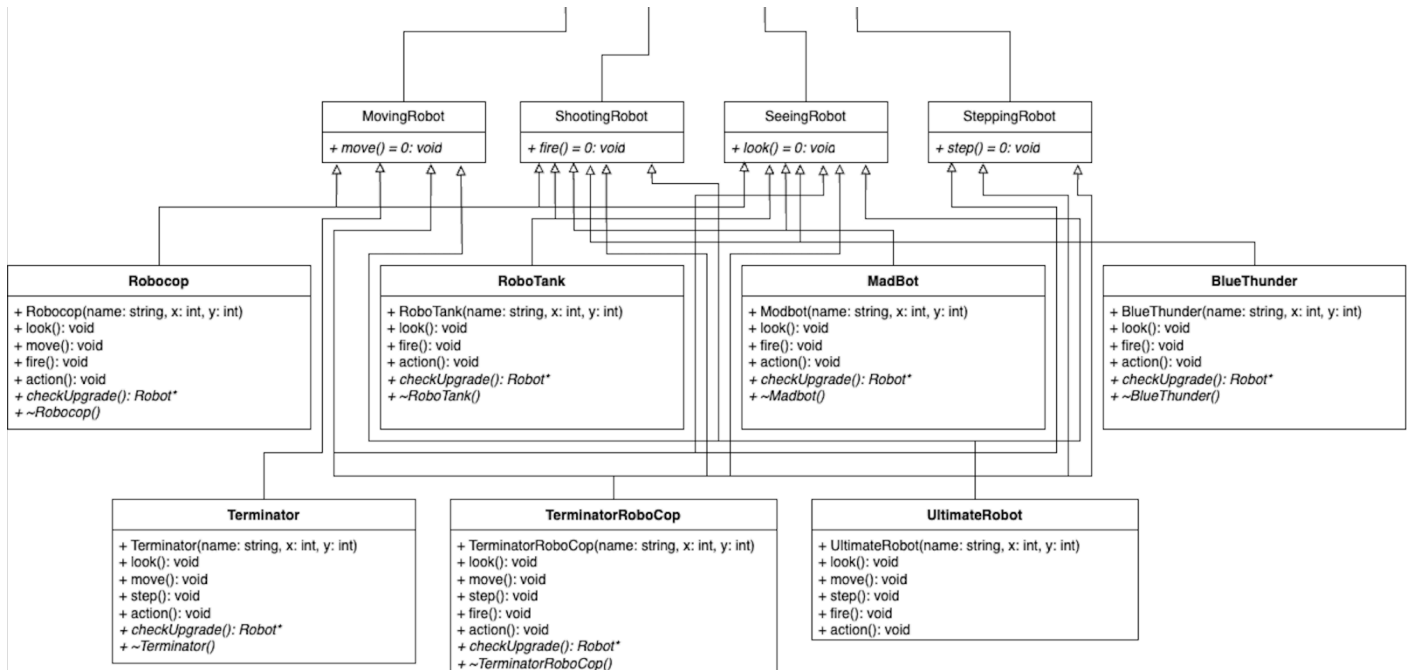 MovingRobot
+ move() = 0: void
ShootingRobot
+ fire() = 0: void
SeeingRobot
+ look() = 0: void
SteppingRobot
+ step() = 0: void
Robocop
+ Robocop(name: string, x: int, y: int)
+ look(): void
+ move(): void
+ fire(): void
+ action(): void
+ checkUpgrade(): Robot*
+ ~Robocop()
RoboTank
+ RoboTank(name: string, x: int, y: int)
+ look(): void
+ fire(): void
+ action(): void
+ checkUpgrade(): Robot*
+ ~RoboTank()
MadBot
+ Modbot(name: string, x: int, y: int)
+ look(): void
+ fire(): void
+ action(): void
+ checkUpgrade(): Robot*
+ ~Madbot()
BlueThunder
+ BlueThunder(name: string, x: int, y: int)
+ look(): void
+ fire(): void
+ action(): void
+ checkUpgrade(): Robot*
+ ~BlueThunder()
Terminator
+ Terminator(name: string, x: int, y: int)
+ look(): void
+ move(): void
+ step(): void
+ action(): void
+ checkUpgrade(): Robot*
+ ~Terminator()
TerminatorRoboCop
+ TerminatorRoboCop(name: string, x: int, y: int)
+ look(): void
+ move(): void
+ step(): void
+ fire(): void
+ action(): void
+ checkUpgrade(): Robot*
+ ~TerminatorRoboCop()
UltimateRobot
+ UltimateRobot(name: string, x: int, y: int)
+ look(): void
+ move(): void
+ step(): void
+ fire(): void
+ action(): void